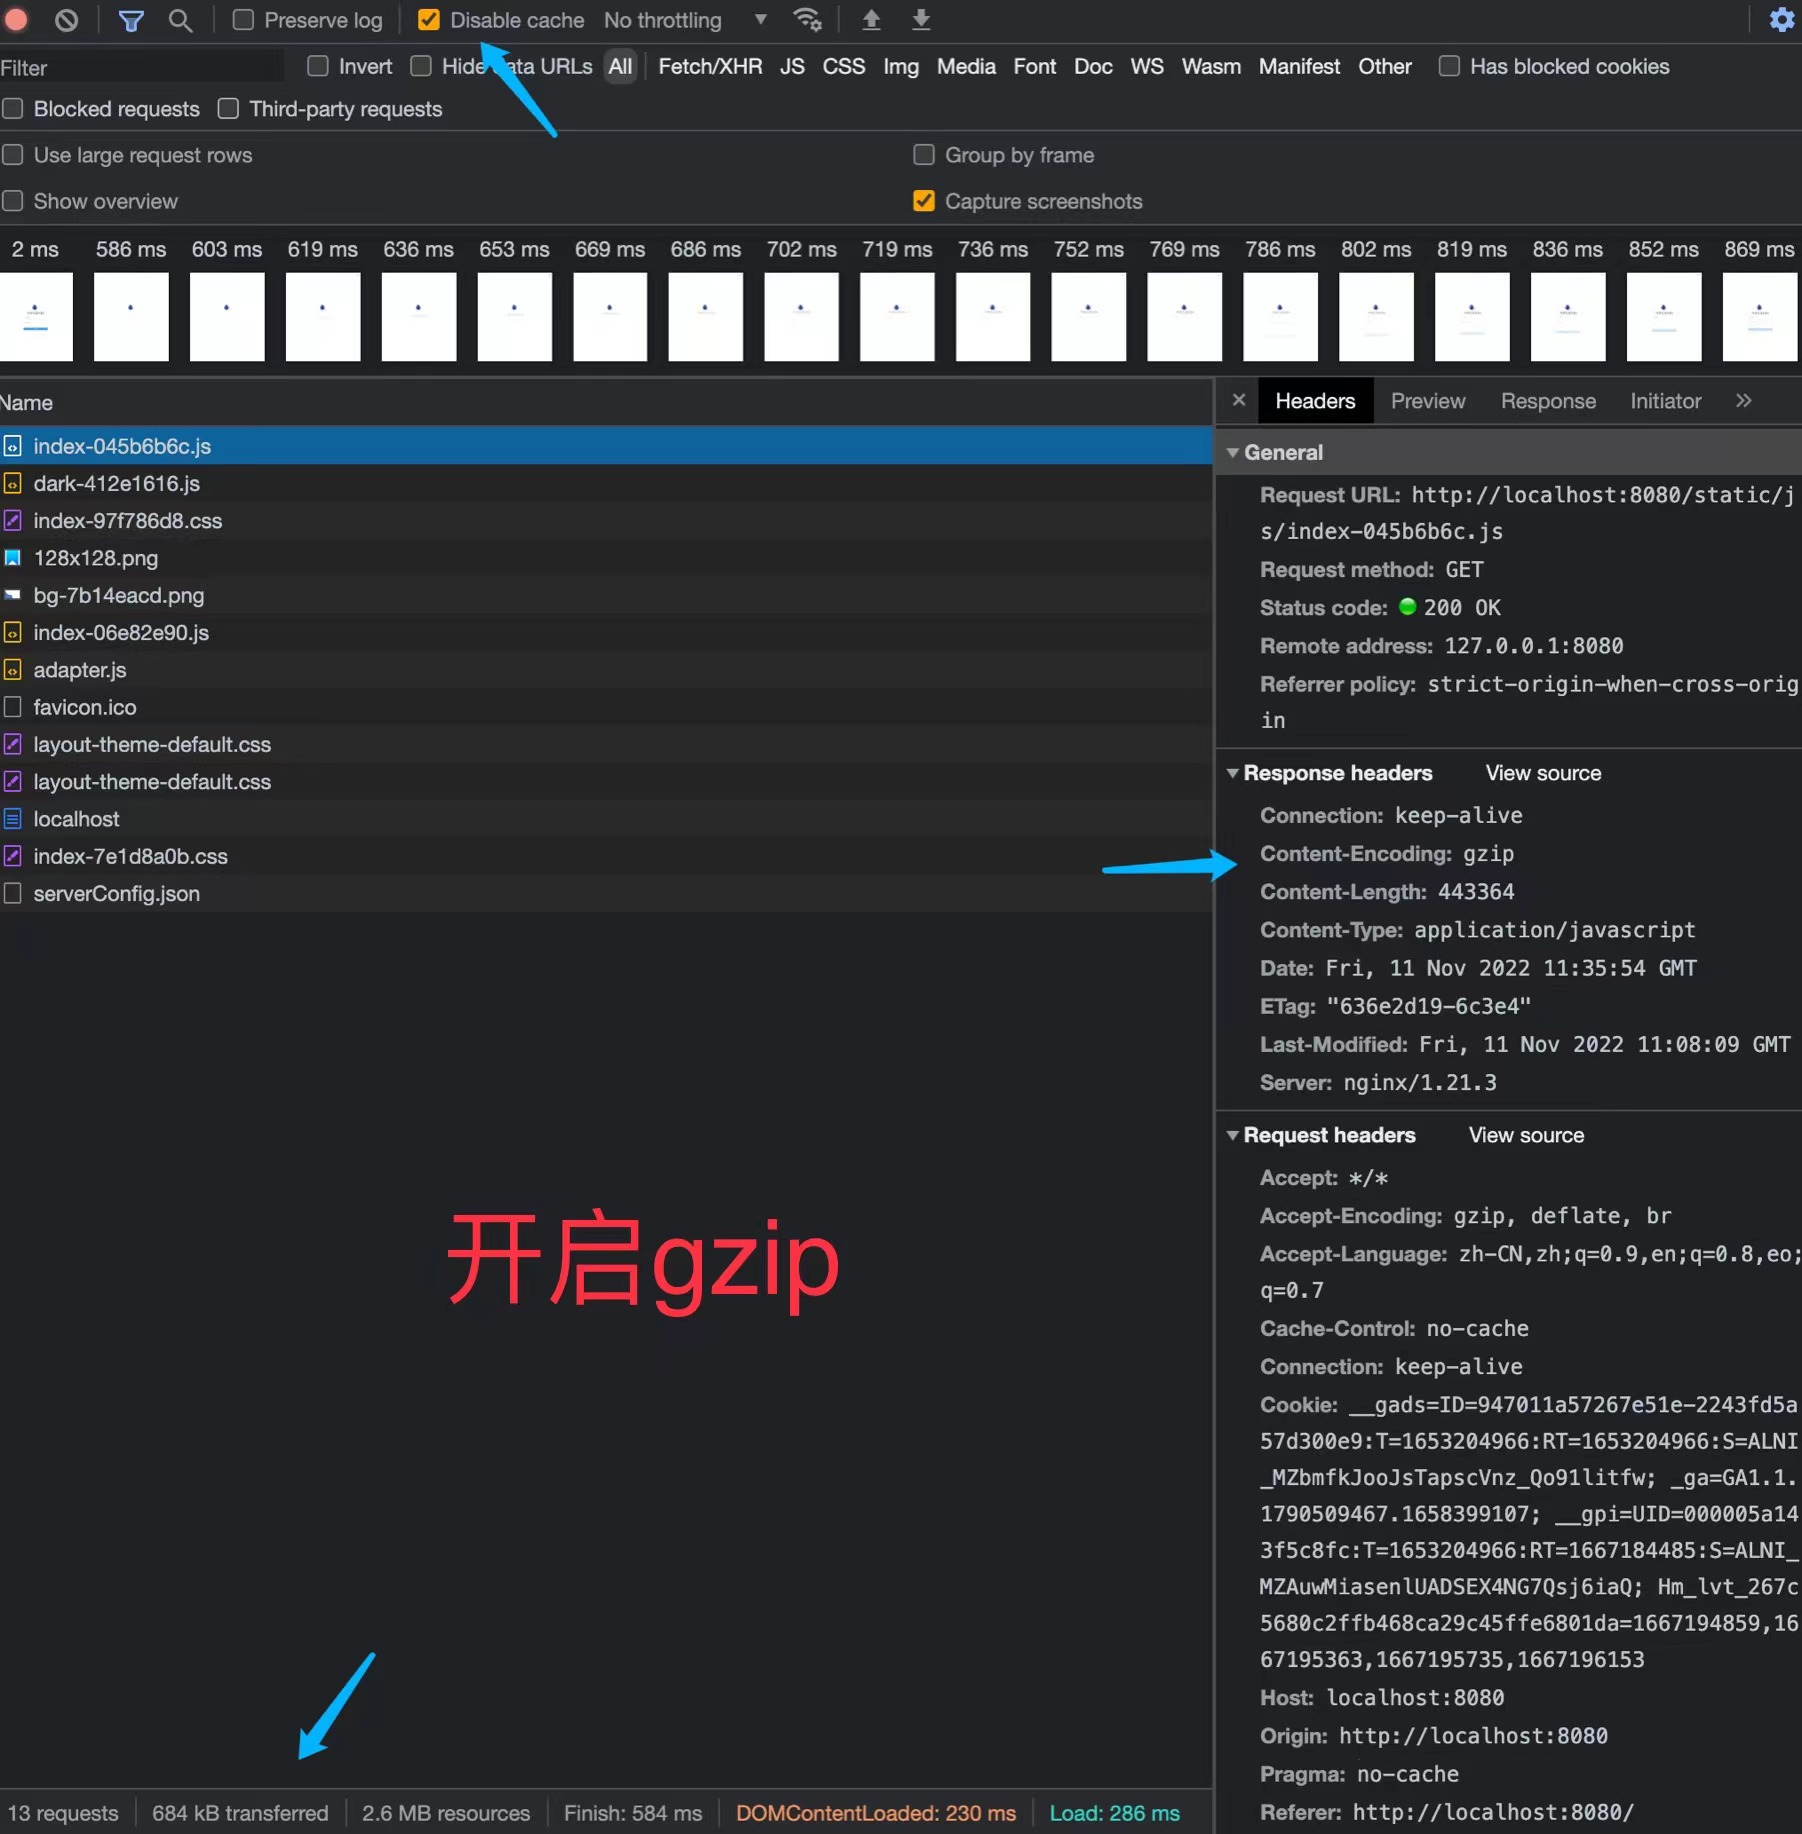 Preserve log Disable cache No throttling
Filter Invert Hide ata URLs All Fetch/XHR JS CSS Img Media Font Doc WS Wasm Manifest Other Has blocked cookies
Blocked requests Third-party requests
Use large request rows Group by frame
Show overview Capture screenshots
2 ms 586 ms 603 ms 619 ms 636 ms 653 ms 669 ms 686 ms 702 ms 719 ms 736 ms 752 ms 769 ms 786 ms 802 ms 819 ms 836 ms 852 ms 869 ms
Name
index-045b6b6c.js
dark-412e1616.js
index-97f786d8.css
128x128.png
bg-7b14eacd.png
index-06e82e90.js
adapter.js
favicon.ico
layout-theme-default.css
layout-theme-default.css
localhost
index-7e1d8a0b.css
serverConfig.json
开启gzip
13 requests 684 kB transferred 2.6 MB resources Finish: 584 ms DOMContentLoaded: 230 ms Load: 286 ms
Headers Preview Response Initiator
General
Request URL: http://localhost:8080/static/j
s/index-045b6b6c.js
Request method: GET
Status code: 200 OK
Remote address: 127.0.0.1:8080
Referrer policy: strict-origin-when-cross-orig
in
Response headers View source
Connection: keep-alive
Content-Encoding: gzip
Content-Length: 443364
Content-Type: application/javascript
Date: Fri, 11 Nov 2022 11:35:54 GMT
ETag: "636e2d19-6c3e4"
Last-Modified: Fri, 11 Nov 2022 11:08:09 GMT
Server: nginx/1.21.3
Request headers View source
Accept: */*
Accept-Encoding: gzip, deflate, br
Accept-Language: zh-CN,zh;q=0.9,en;q=0.8,eo;
q=0.7
Cache-Control: no-cache
Connection: keep-alive
Cookie: __gads=ID=947011a57267e51e-2243fd5a
57d300e9:T=1653204966:RT=1653204966:S=ALNI
_MZbmfkJooJsTapscVnz_Qo91litfw; _ga=GA1.1.
1790509467.1658399107; __gpi=UID=000005a14
3f5c8fc:T=1653204966:RT=1667184485:S=ALNI_
MZAuwMiasenlUADSEX4NG7Qsj6iaQ; Hm_lvt_267c
5680c2ffb468ca29c45ffe6801da=1667194859,16
67195363,1667195735,1667196153
Host: localhost:8080
Origin: http://localhost:8080
Pragma: no-cache
Referer: http://localhost:8080/